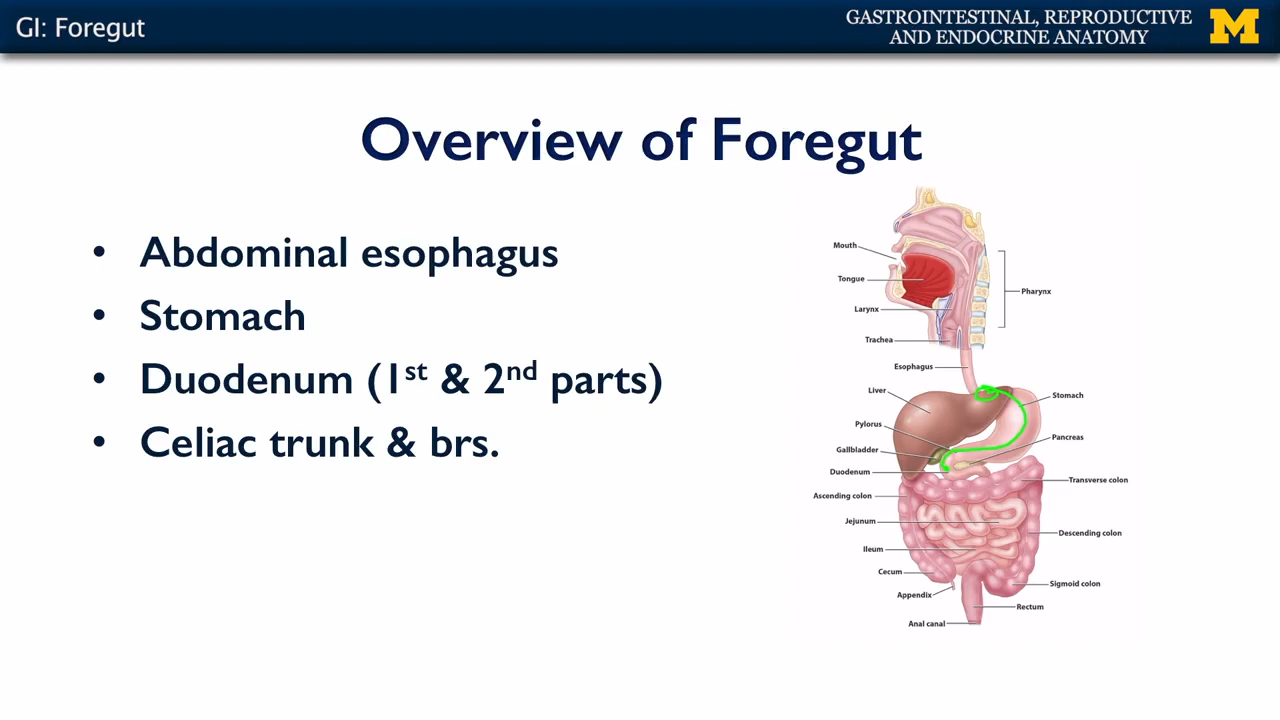 GI: Foregut
GASTROINTESTINAL, REPRODUCTIVE
AND ENDOCRINE ANATOMY
M
Overview of Foregut
• Abdominal esophagus
• Stomach
• Duodenum (1st & 2nd parts)
• Celiac trunk & brs.
Mouth
Tongue
Pharynx
Larynx
Trachea
Esophagus
Liver
Stomach
Pylorus
Pancreas
Gallbladder
Duodenum
Transverse colon
Ascending colon
Jejunum
Descending colon
Ileum
Cecum
Sigmoid colon
Appendix
Rectum
Anal canal